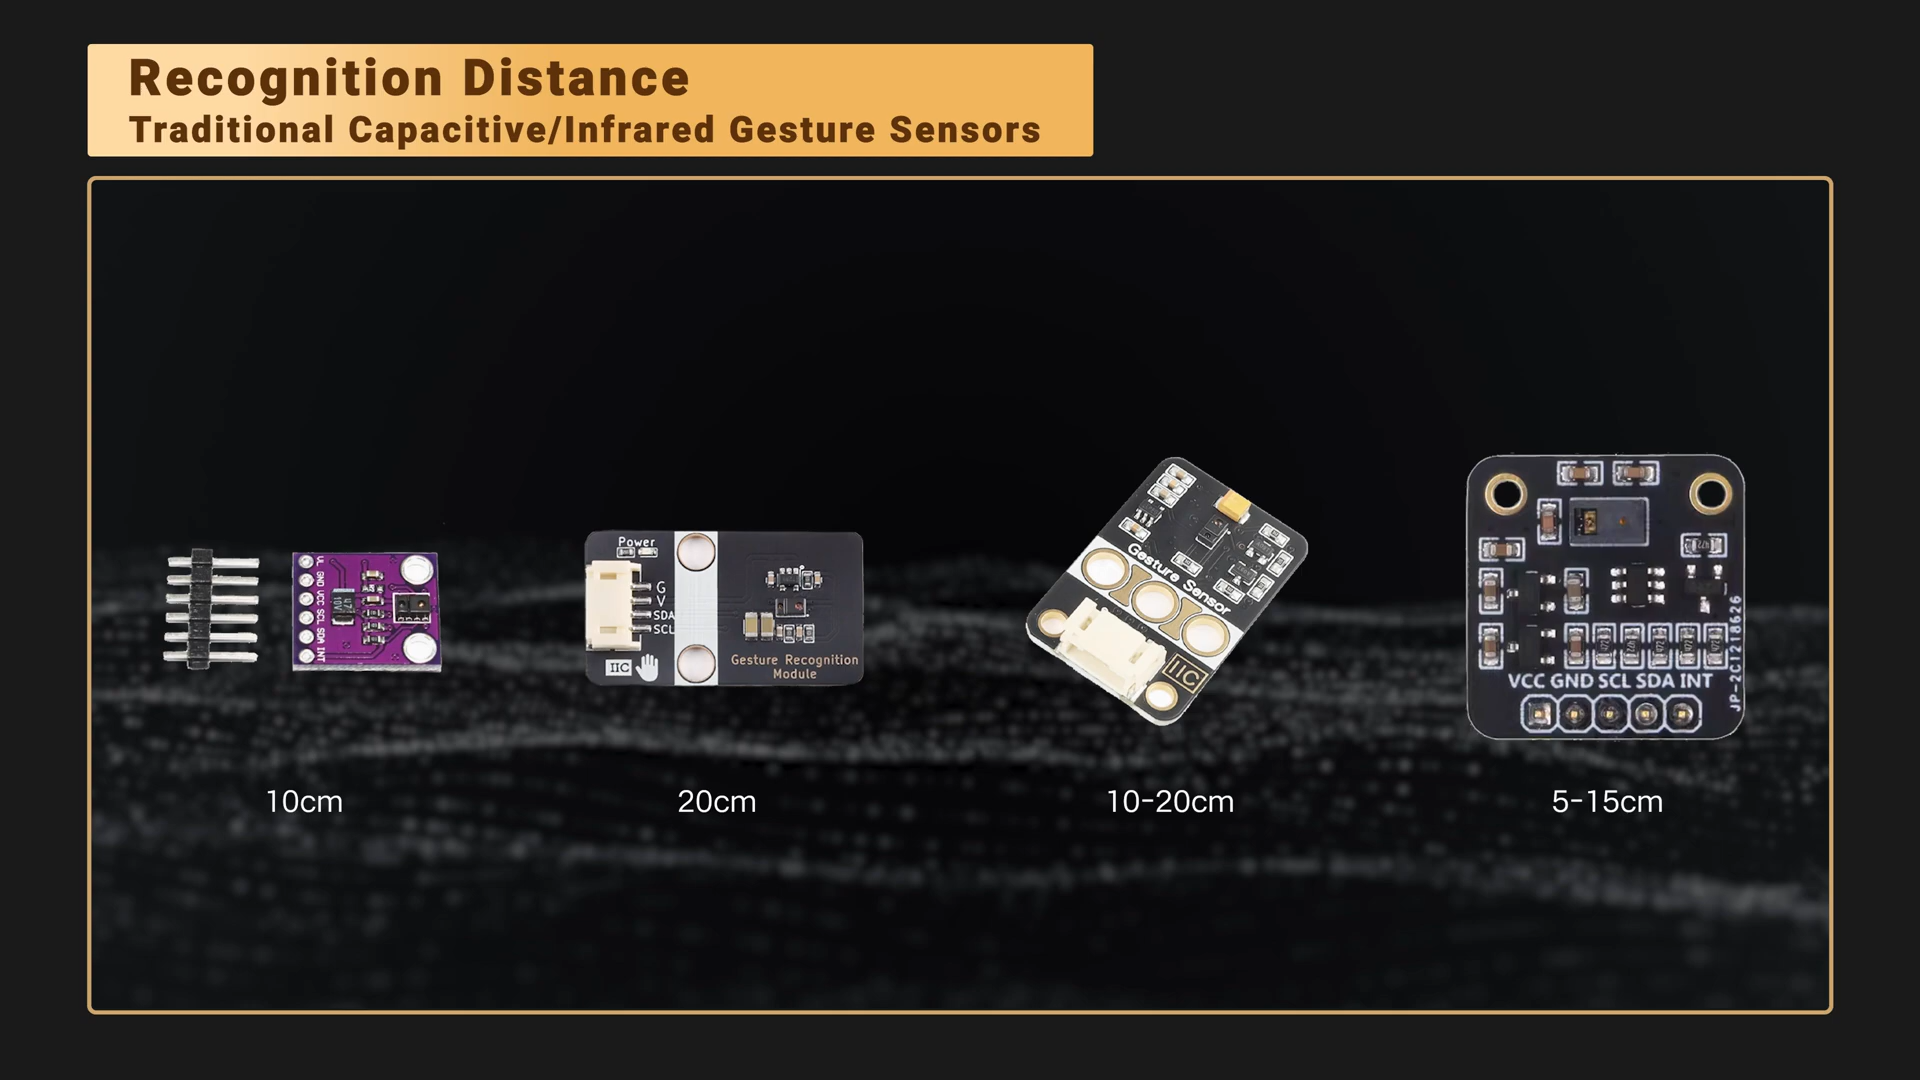 Recognition Distance
Traditional Capacitive/Infrared Gesture Sensors
VL GND VCC SCL SDA INT
Power
G
V
SDA
SCL
IIC
Gesture Recognition
Module
Gesture Sensor
IIC
VCC GND SCL SDA INT
JP-2C1218626
10cm
20cm
10-20cm
5-15cm